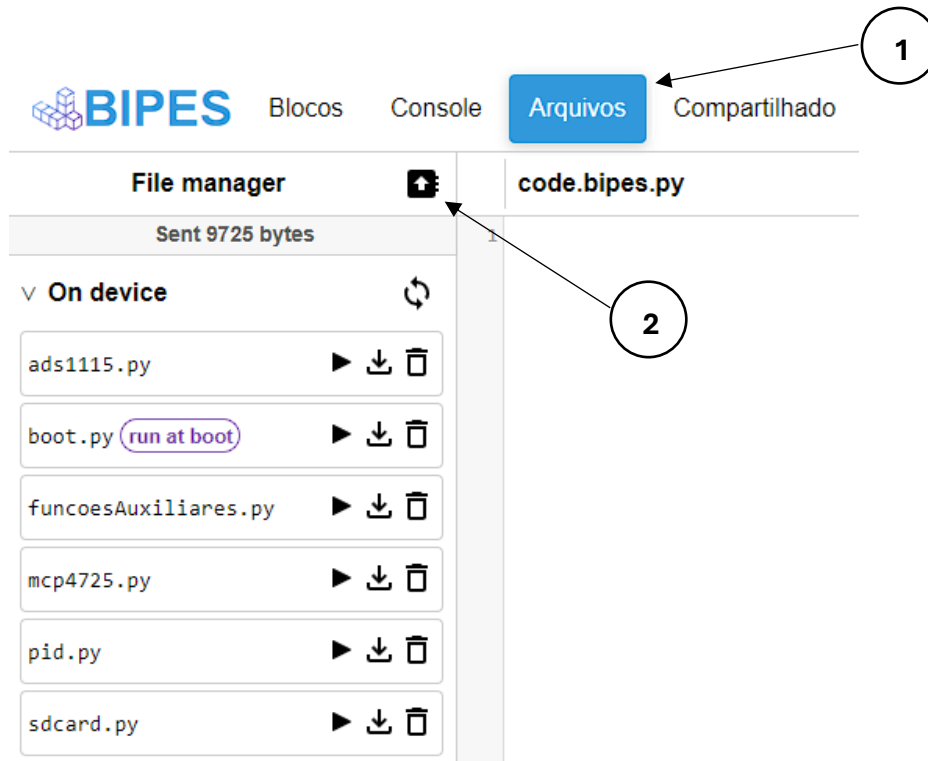 1
BIPES Blocos Console Arquivos Compartilhado
File manager code.bipes.py
Sent 9725 bytes 1
On device
2
ads1115.py
boot.py run at boot
funcoesAuxiliares.py
mcp4725.py
pid.py
sdcard.py